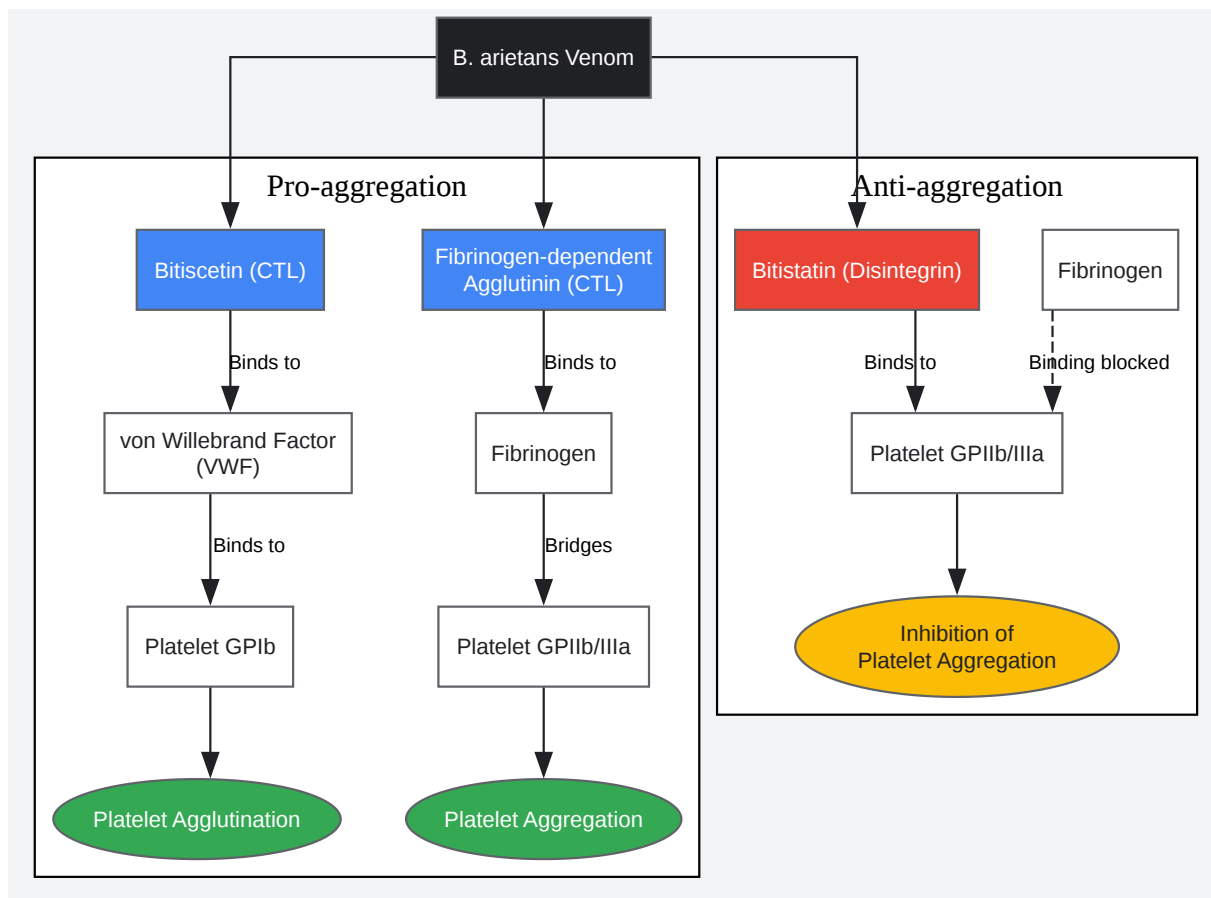 B. arietans Venom
Pro-aggregation
Anti-aggregation
Bitiscetin (CTL)
Fibrinogen-dependent
Agglutinin (CTL)
Bitistatin (Disintegrin)
Fibrinogen
Binds to
Binds to
Binds to
Binding blocked
von Willebrand Factor
(VWF)
Fibrinogen
Platelet GPIIb/IIIa
Binds to
Bridges
Platelet GPIb
Platelet GPIIb/IIIa
Inhibition of
Platelet Aggregation
Platelet Agglutination
Platelet Aggregation